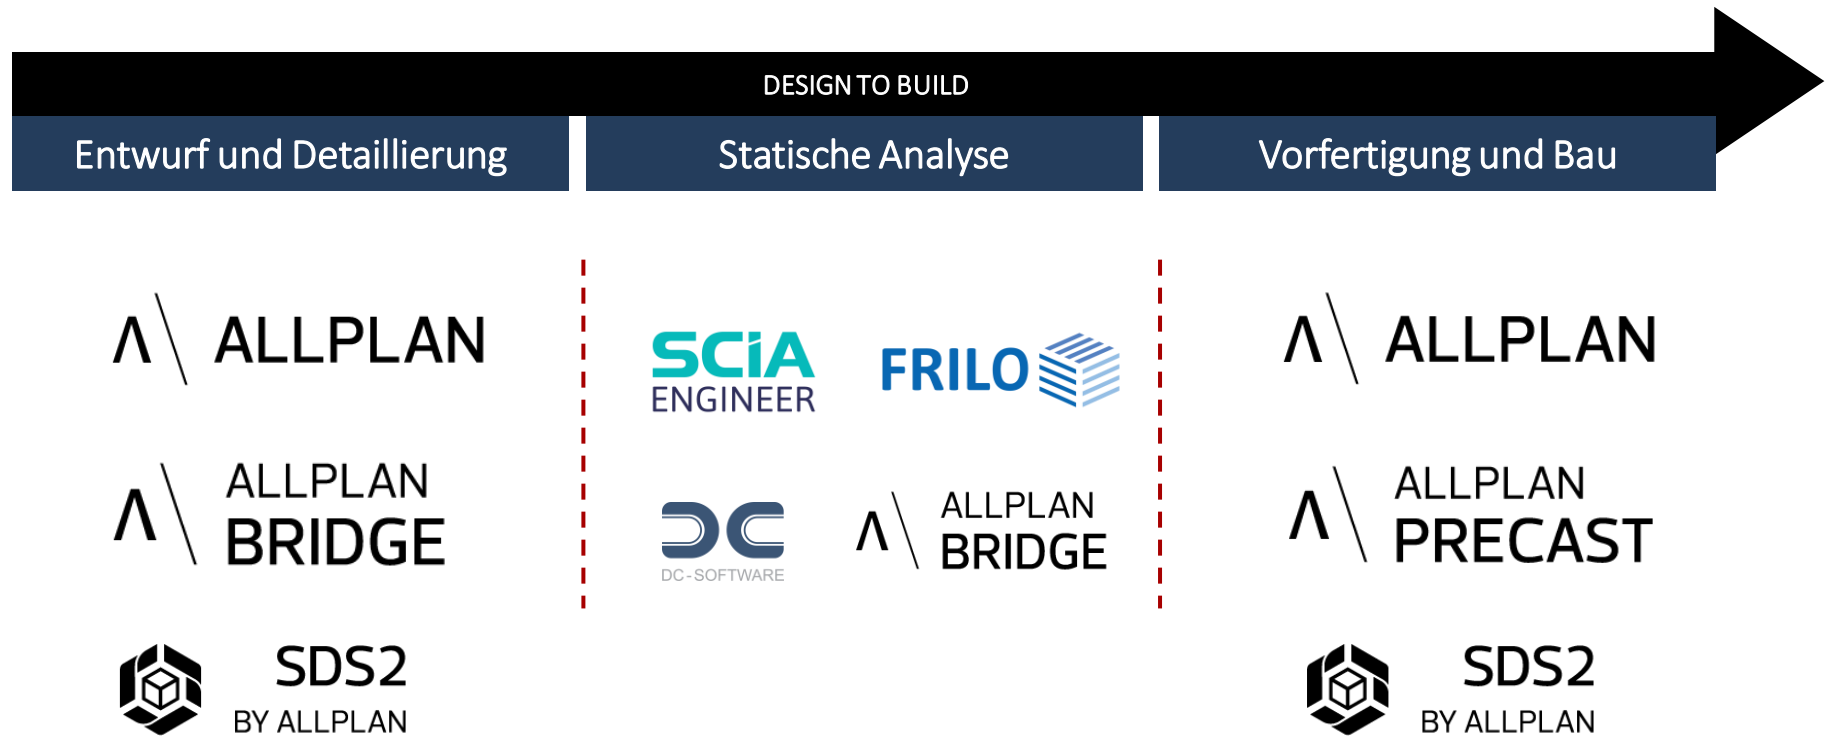 DESIGN TO BUILD
Entwurf und Detaillierung
Statische Analyse
Vorfertigung und Bau
ALLPLAN
ALLPLAN
BRIDGE
SDS2
BY ALLPLAN
SCiA
ENGINEER
FRILO
DC
DC-SOFTWARE
ALLPLAN
BRIDGE
ALLPLAN
ALLPLAN
PRECAST
SDS2
BY ALLPLAN